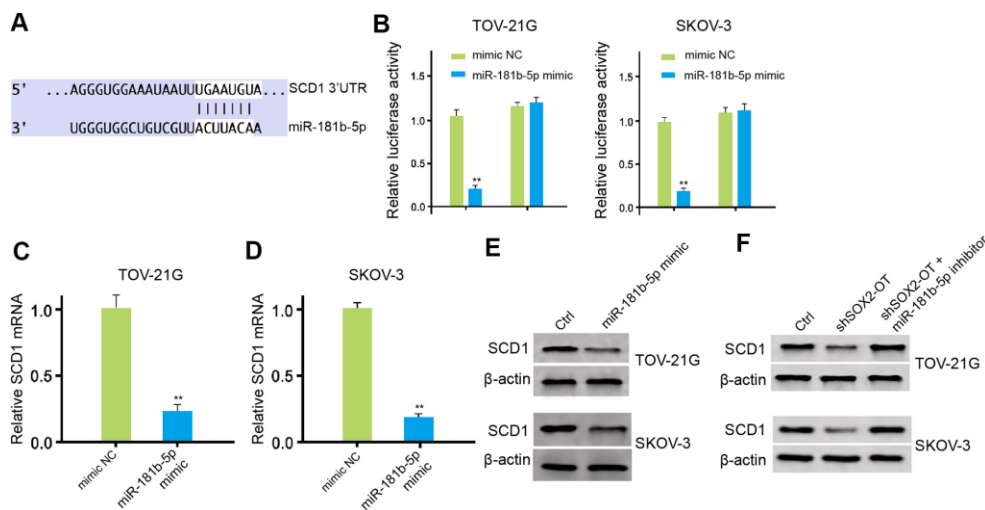 A
5' ...AGGGUGGAAAUAAUUUGAAUGUA... SCD1 3'UTR
3' UGGGUGGCUGUCGUUACUUACAA miR-181b-5p
B
TOV-21G
mimic NC
miR-181b-5p mimic
Relative luciferase activity
1.5
1.0
0.5
0.0
**
SKOV-3
mimic NC
miR-181b-5p mimic
Relative luciferase activity
1.5
1.0
0.5
0.0
**
C
TOV-21G
Relative SCD1 mRNA
1.0
0.5
0.0
**
mimic NC
miR-181b-5p
mimic
D
SKOV-3
Relative SCD1 mRNA
1.0
0.5
0.0
**
mimic NC
miR-181b-5p
mimic
E
Ctrl
miR-181b-5p mimic
SCD1
TOV-21G
β-actin
SCD1
SKOV-3
β-actin
F
Ctrl
shSOX2-OT
shSOX2-OT +
miR-181b-5p inhibitor
SCD1
TOV-21G
β-actin
SCD1
SKOV-3
β-actin